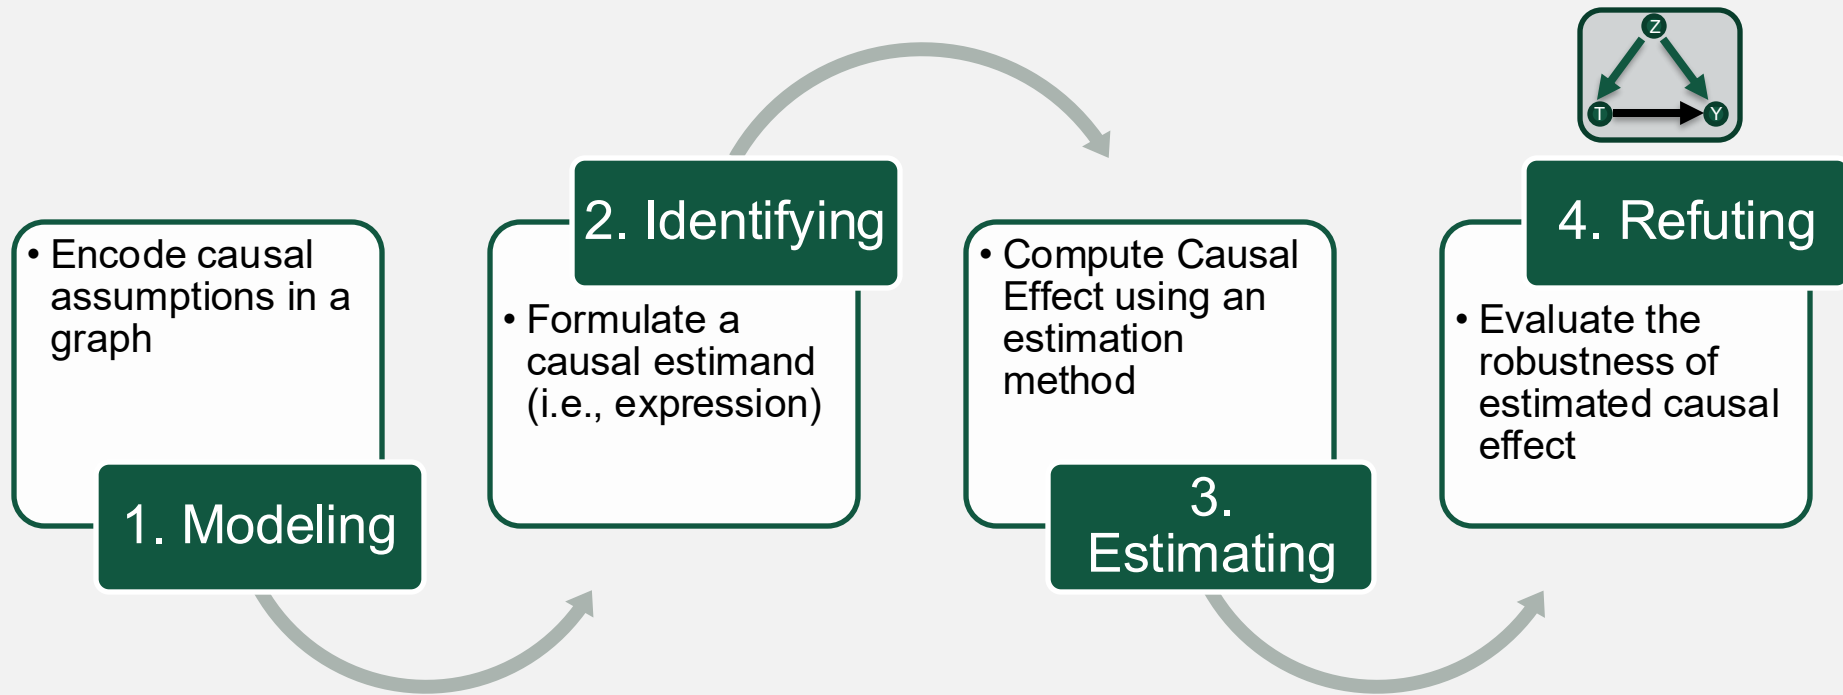 • Encode causal
assumptions in a
graph
1. Modeling
2. Identifying
• Formulate a
causal estimand
(i.e., expression)
• Compute Causal
Effect using an
estimation
method
3.
Estimating
Z
T
Y
4. Refuting
• Evaluate the
robustness of
estimated causal
effect